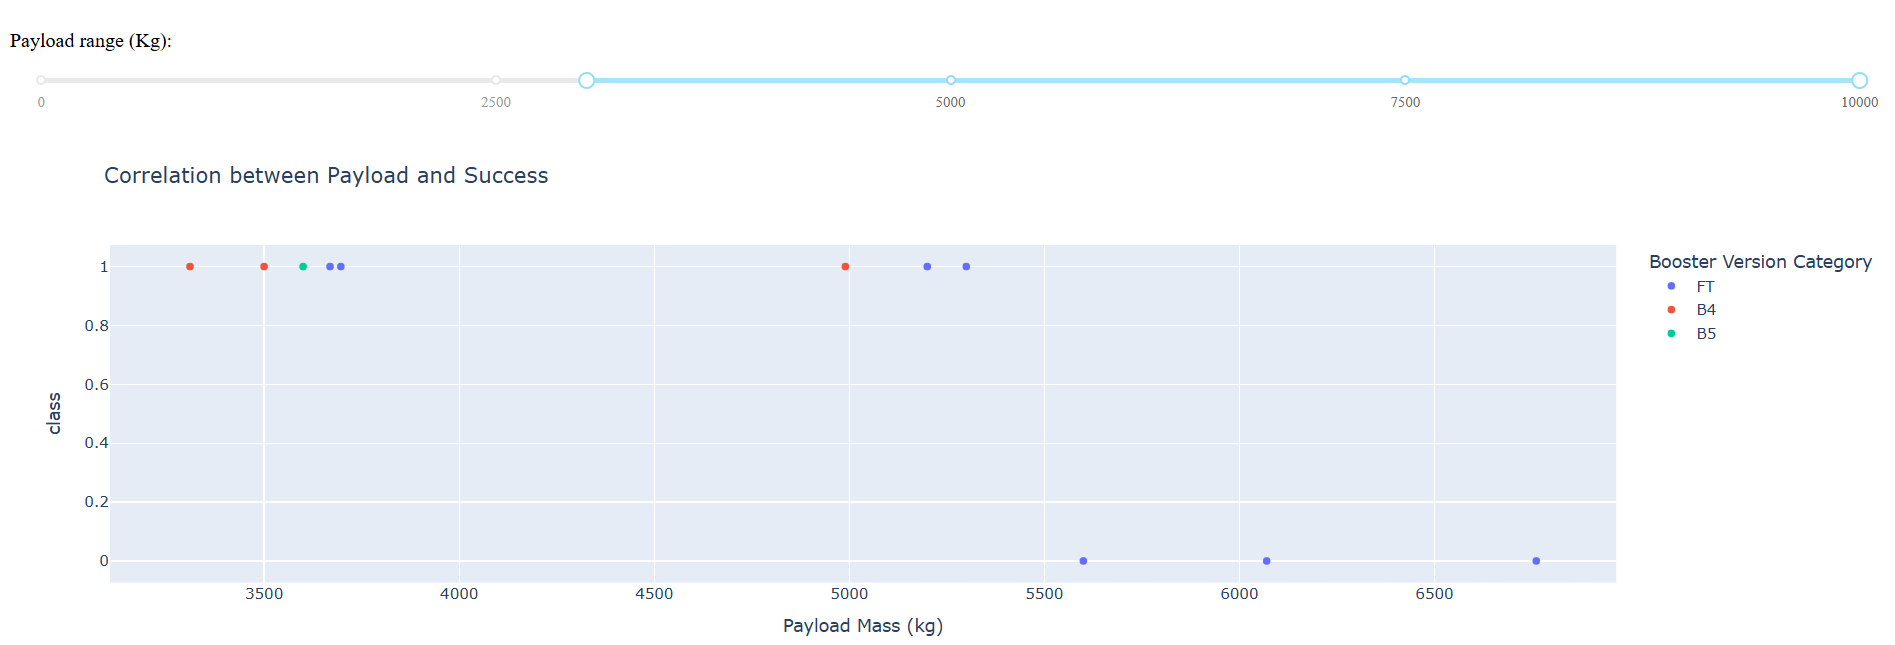 Payload range (Kg):
0 2500 5000 7500 10000
Correlation between Payload and Success
Booster Version Category
FT
B4
B5
class
1
0.8
0.6
0.4
0.2
0
3500 4000 4500 5000 5500 6000 6500
Payload Mass (kg)